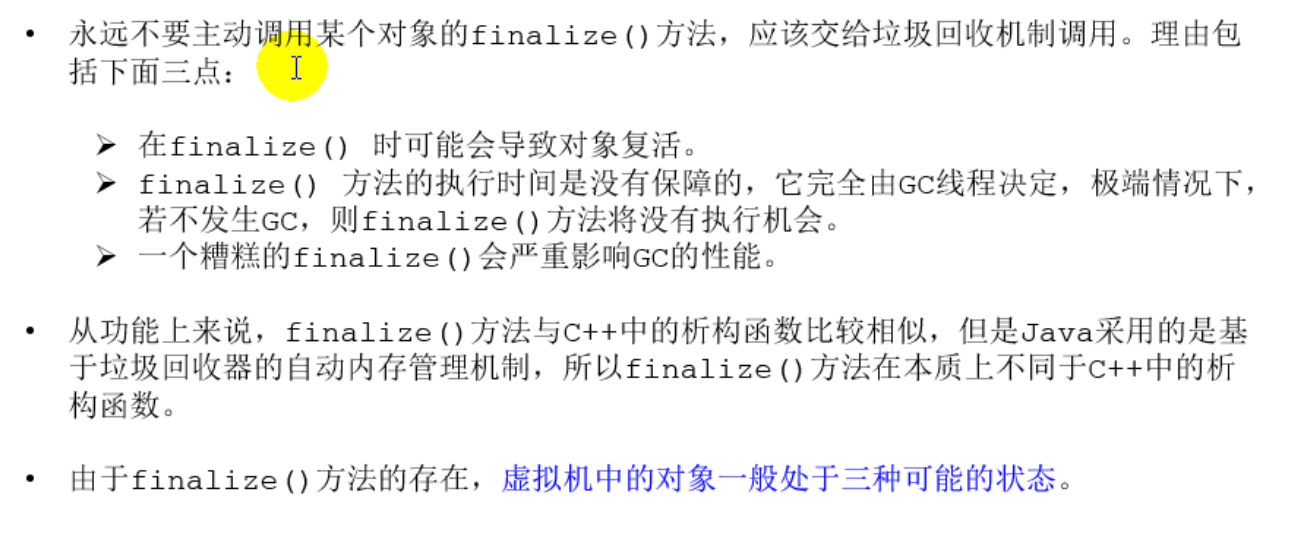 • 永远不要主动调用某个对象的finalize()方法，应该交给垃圾回收机制调用。理由包
括下面三点：
➢ 在finalize() 时可能会导致对象复活。
➢ finalize() 方法的执行时间是没有保障的，它完全由GC线程决定，极端情况下，
若不发生GC，则finalize()方法将没有执行机会。
➢ 一个糟糕的finalize()会严重影响GC的性能。
• 从功能上来说，finalize()方法与C++中的析构函数比较相似，但是Java采用的是基
于垃圾回收器的自动内存管理机制，所以finalize()方法在本质上不同于C++中的析
构函数。
• 由于finalize()方法的存在，虚拟机中的对象一般处于三种可能的状态。